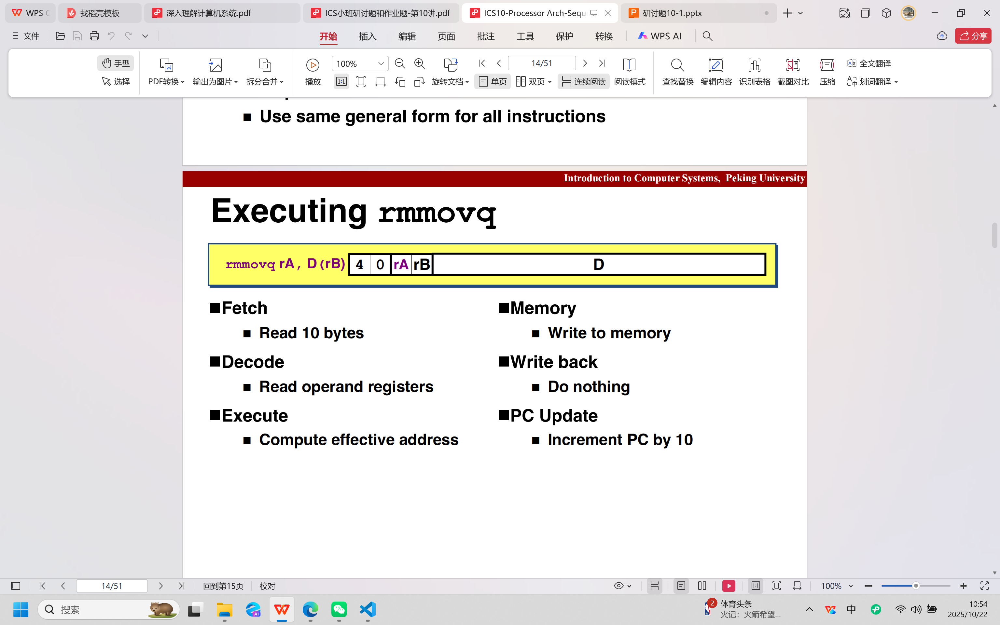 WPS
找稻壳模板
深入理解计算机系统.pdf
ICS小班研讨题和作业题-第10讲.pdf
ICS10-Processor Arch-Sequ
研讨题10-1.pptx
文件
开始 插入 编辑 页面 批注 工具 保护 转换 WPS AI
分享
手型
选择
PDF转换
输出为图片
拆分合并
播放
100%
旋转文档
14/51
单页
双页
连续阅读
阅读模式
查找替换
编辑内容
识别表格
截图对比
压缩
全文翻译
划词翻译
Use same general form for all instructions
Introduction to Computer Systems, Peking University
Executing rmmovq
rmmovq rA, D(rB) 4 0 rA rB D
Fetch
Read 10 bytes
Decode
Read operand registers
Execute
Compute effective address
Memory
Write to memory
Write back
Do nothing
PC Update
Increment PC by 10
14/51
回到第15页
校对
100%
搜索
2
体育头条
火记：火箭希望...
中
10:54
2025/10/22